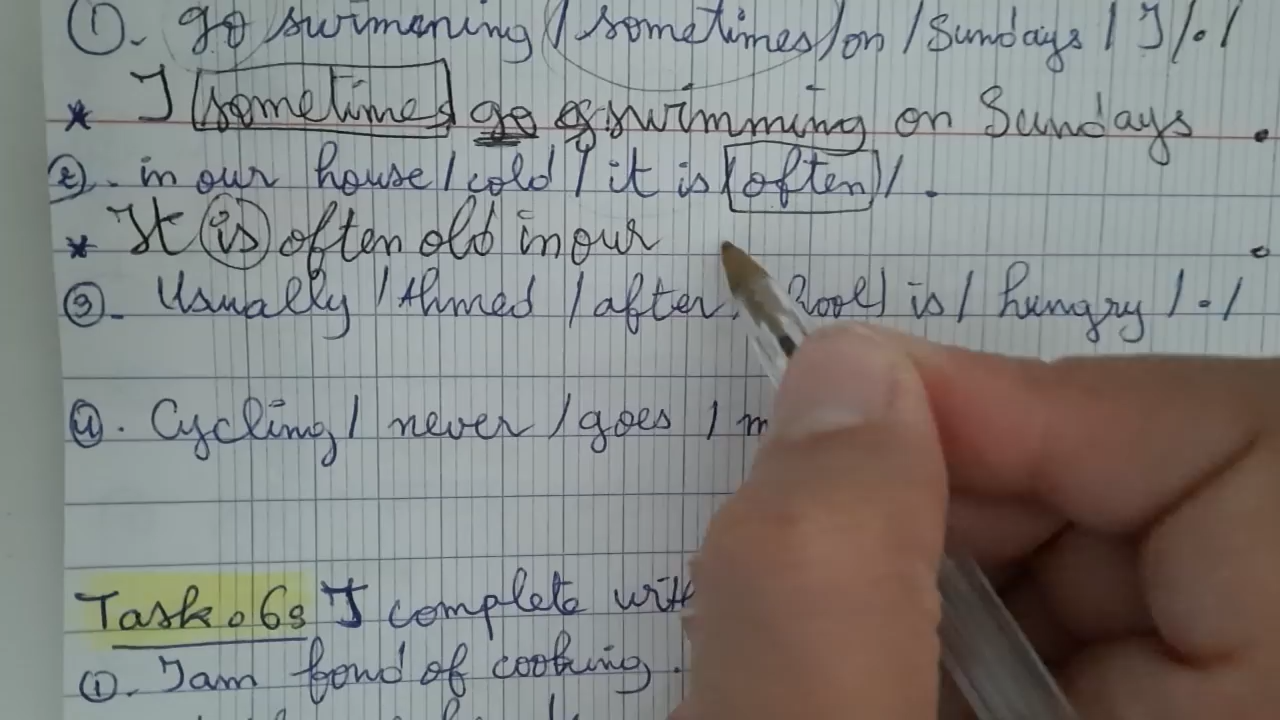 ①. go swimening / sometimes / on / Sundays / I / . /
* I sometimes go swimming on Sundays .
②. in our house / cold / it is often / .
* It is often old in our .
③. Usually / Ahmed / after is / hungry / . /
④. Cycling / never / goes /
Task 06: I complete
①. I am fond of cooking .